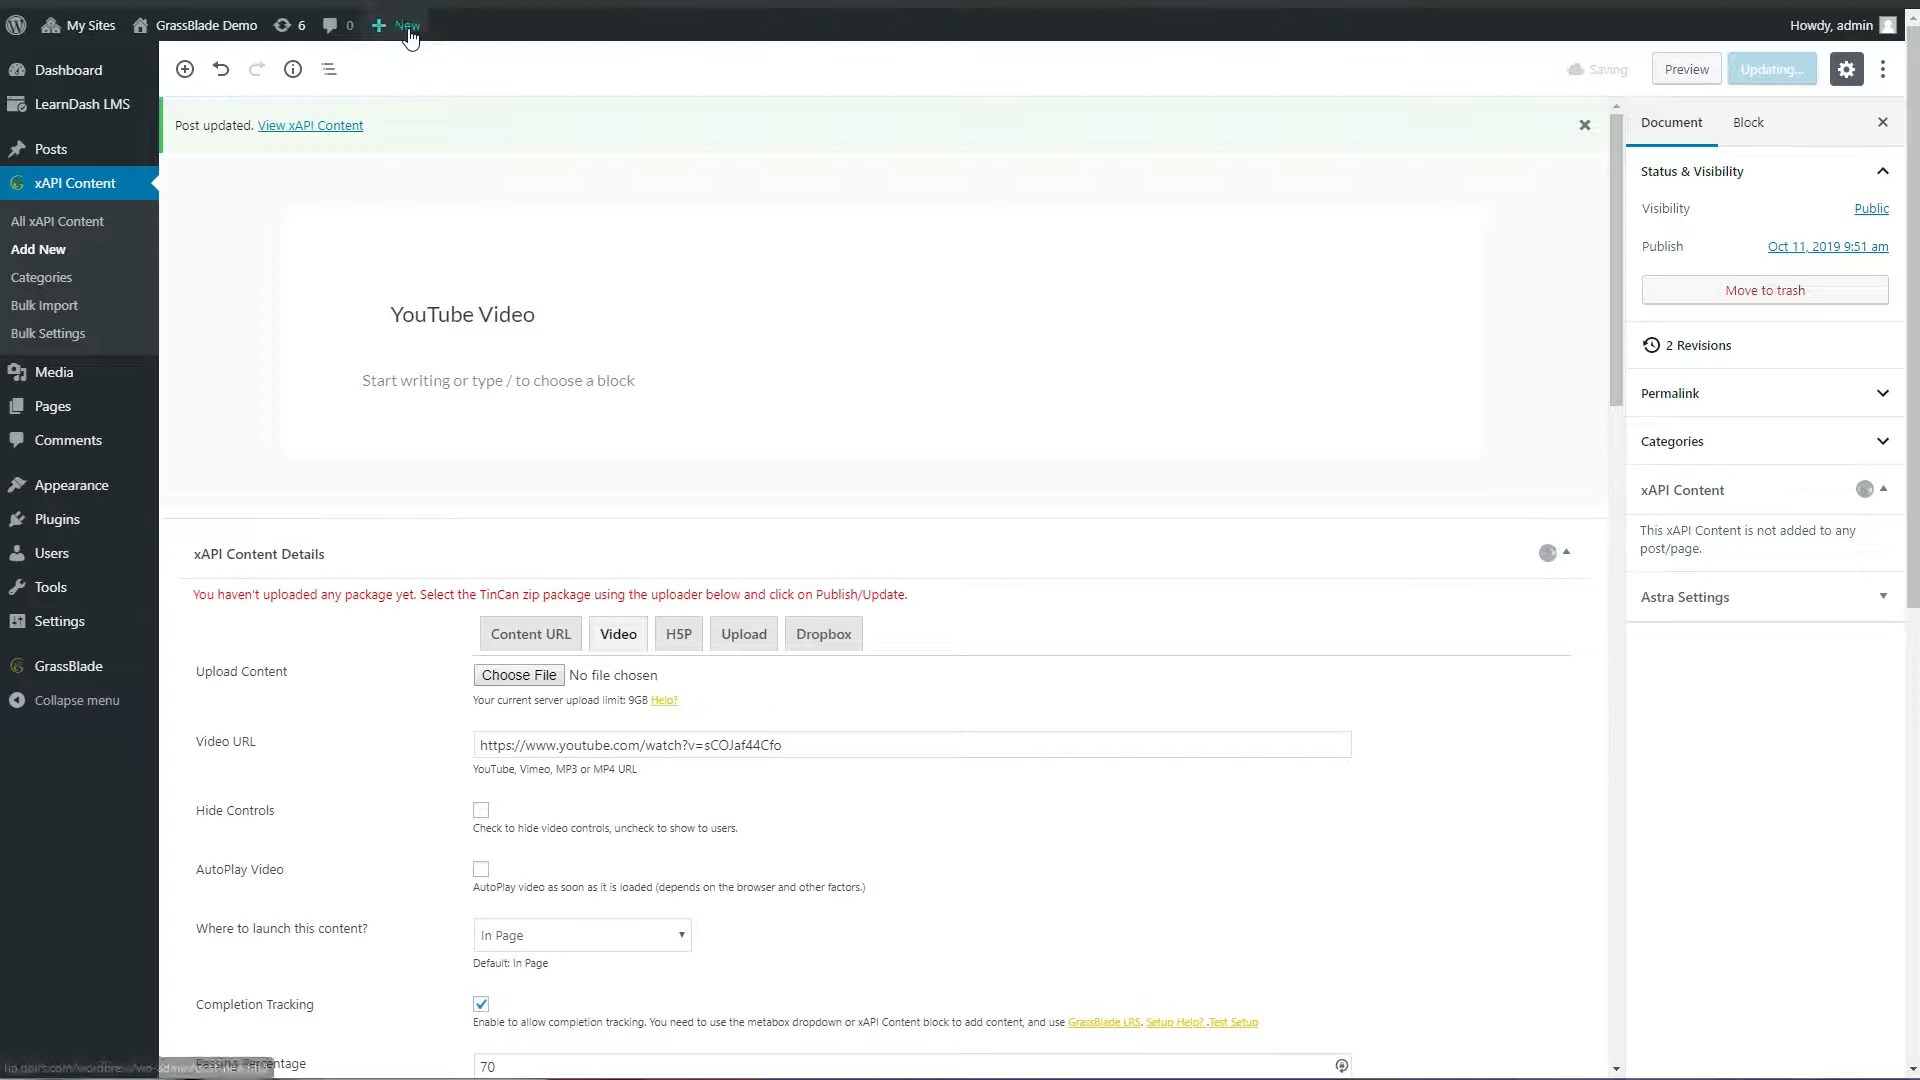 My Sites
GrassBlade Demo
6
0
New
Howdy, admin
Dashboard
LearnDash LMS
Posts
xAPI Content
All xAPI Content
Add New
Categories
Bulk Import
Bulk Settings
Media
Pages
Comments
Appearance
Plugins
Users
Tools
Settings
GrassBlade
Collapse menu
Saving
Preview
Updating...
Post updated. View xAPI Content
YouTube Video
Start writing or type / to choose a block
xAPI Content Details
You haven't uploaded any package yet. Select the TinCan zip package using the uploader below and click on Publish/Update.
Content URL
Video
H5P
Upload
Dropbox
Upload Content
Choose File No file chosen
Your current server upload limit: 9GB Help?
Video URL
https://www.youtube.com/watch?v=sCOJaf44Cfo
YouTube, Vimeo, MP3 or MP4 URL
Hide Controls
Check to hide video controls, uncheck to show to users.
AutoPlay Video
AutoPlay video as soon as it is loaded (depends on the browser and other factors.)
Where to launch this content?
In Page
Default: In Page
Completion Tracking
Enable to allow completion tracking. You need to use the metabox dropdown or xAPI Content block to add content, and use GrassBlade LRS. Setup Help? .Test Setup
Passing Percentage
70
Document
Block
Status & Visibility
Visibility
Public
Publish
Oct 11, 2019 9:51 am
Move to trash
2 Revisions
Permalink
Categories
xAPI Content
This xAPI Content is not added to any
post/page.
Astra Settings